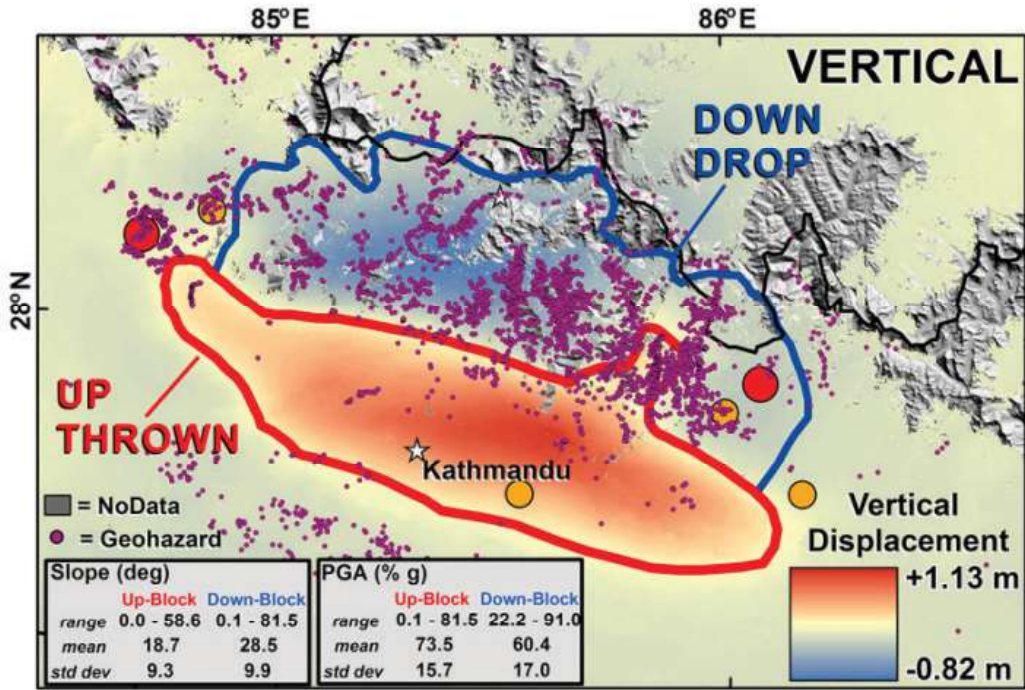 85°E
86°E
VERTICAL
DOWN
DROP
28°N
UP
THROWN
Kathmandu
= NoData
= Geohazard
Vertical
Displacement
+1.13 m
-0.82 m
Slope (deg)
Up-Block Down-Block
range 0.0 - 58.6 0.1 - 81.5
mean 18.7 28.5
std dev 9.3 9.9
PGA (% g)
Up-Block Down-Block
range 0.1 - 81.5 22.2 - 91.0
mean 73.5 60.4
std dev 15.7 17.0